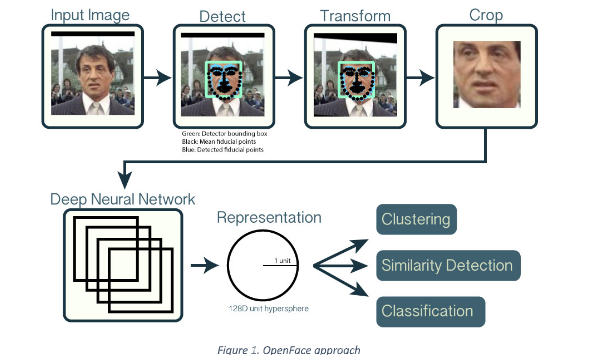 Input Image
Detect
Transform
Crop
Green: Detector bounding box
Black: Mean fiducial points
Blue: Detected fiducial points
Deep Neural Network
Representation
1 unit
128D unit hypersphere
Clustering
Similarity Detection
Classification
Figure 1. OpenFace approach